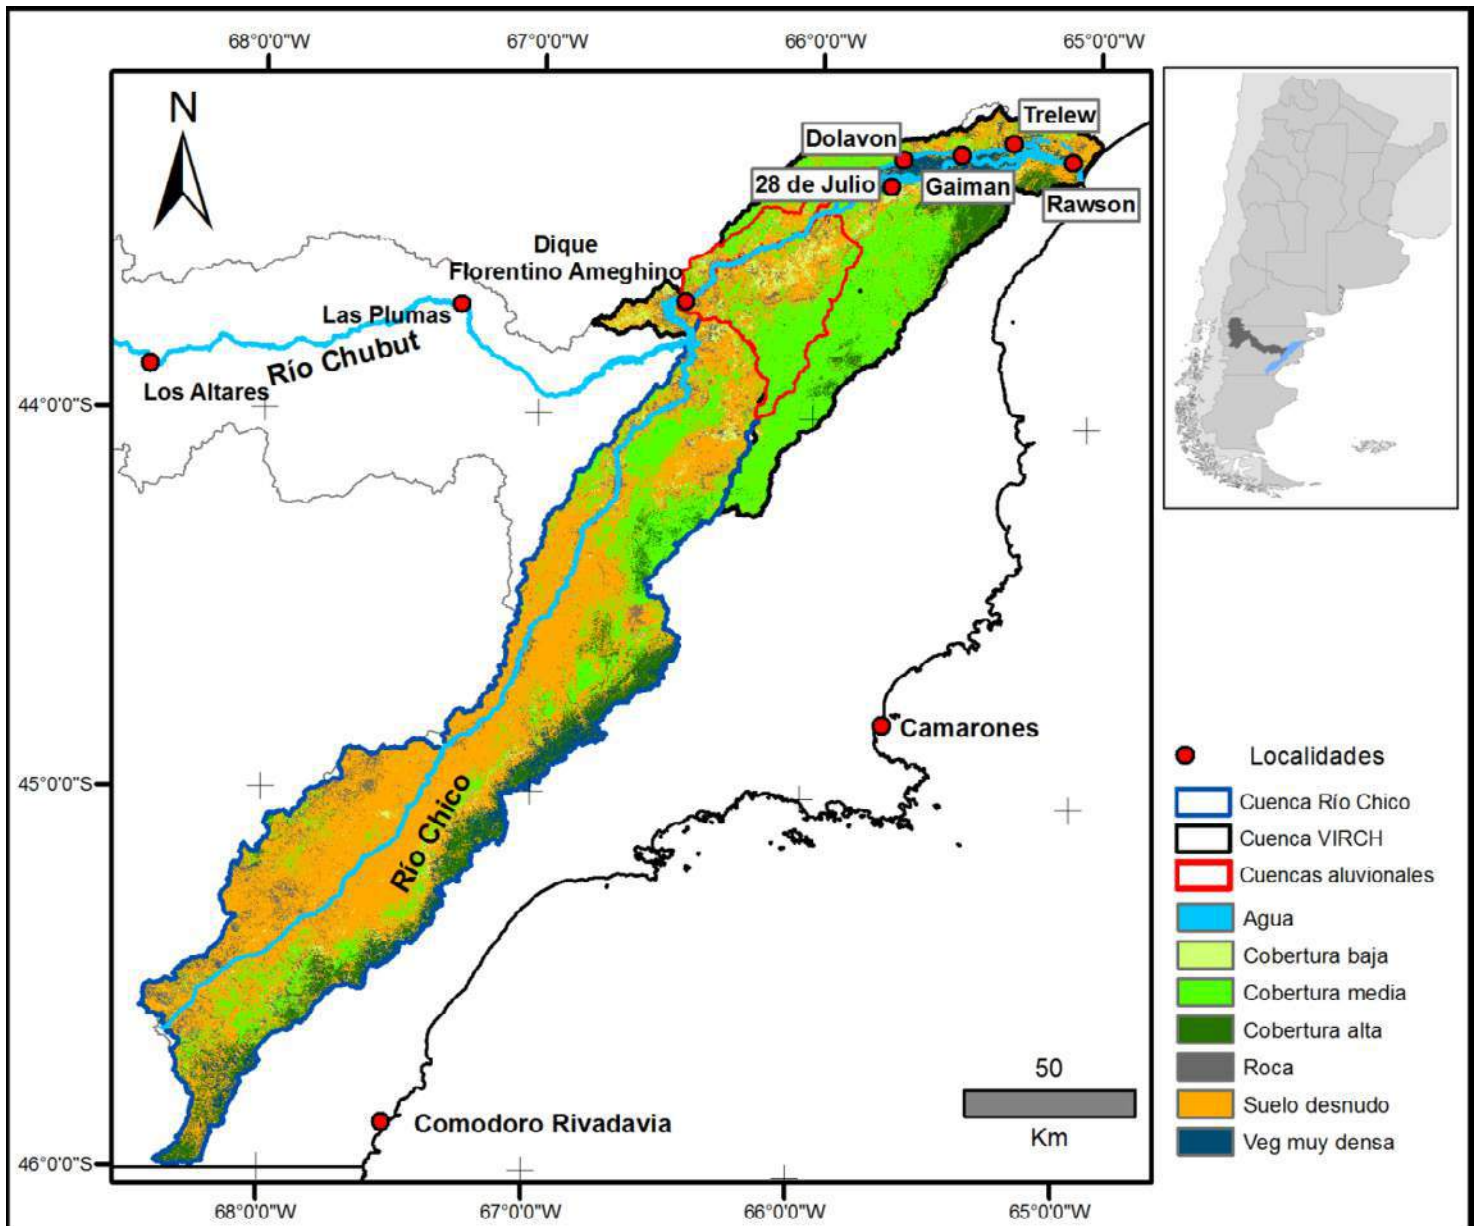 68°0'0"W
67°0'0"W
66°0'0"W
65°0'0"W
N
Trelew
Dolavon
28 de Julio
Gaiman
Rawson
Dique
Florentino Ameghino
Las Plumas
Río Chubut
Los Altares
44°0'0"S
Camarones
45°0'0"S
Río Chico
Comodoro Rivadavia
50
Km
46°0'0"S
68°0'0"W
67°0'0"W
66°0'0"W
65°0'0"W
Localidades
Cuenca Río Chico
Cuenca VIRCH
Cuencas aluvionales
Agua
Cobertura baja
Cobertura media
Cobertura alta
Roca
Suelo desnudo
Veg muy densa